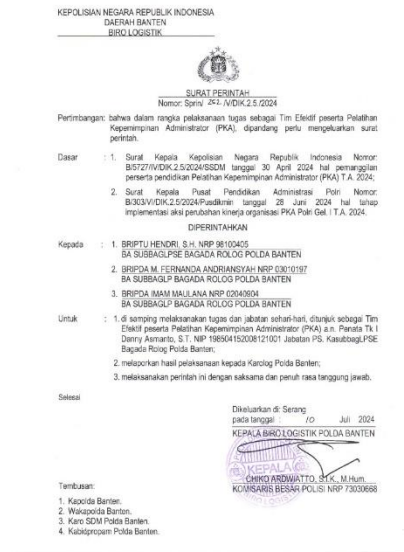 KEPOLISIAN NEGARA REPUBLIK INDONESIA
DAERAH BANTEN
BIRO LOGISTIK
SURAT PERINTAH
Nomor: Sprin/ /V/DIK.2.5/2024
Pertimbangan: bahwa dalam rangka pelaksanaan tugas sebagai Tim Efektif peserta Pelatihan
Kepemimpinan Administrator (PKA), dipandang perlu mengeluarkan surat
perintah.
Dasar : 1. Surat Kepala Kepolisian Negara Republik Indonesia Nomor:
B/5727/IV/DIK.2.5/2024/SSDM tanggal 30 April 2024 hal pemanggilan
perserta pendidikan Pelatihan Kepemimpinan Administrator (PKA) T.A. 2024;
2. Surat Kepala Pusat Pendidikan Administrasi Polri Nomor:
B/303/VI/DIK.2.5/2024/Pusdikmin tanggal 28 Juni 2024 hal tahap
implementasi aksi perubahan kinerja organisasi PKA Polri Gel. I T.A. 2024.
DIPERINTAHKAN
Kepada : 1. BRIPTU HENDRI, S.H. NRP 98100405
BA SUBBAGLPSE BAGADA ROLOG POLDA BANTEN
2. BRIPDA M. FERNANDA ANDRIANSYAH NRP 03010197
BA SUBBAGLP BAGADA ROLOG POLDA BANTEN
3. BRIPDA IMAM MAULANA NRP 02040904
BA SUBBAGLP BAGADA ROLOG POLDA BANTEN
Untuk : 1. di samping melaksanakan tugas dan jabatan sehari-hari, ditunjuk sebagai Tim
Efektif peserta Pelatihan Kepemimpinan Administrator (PKA) a.n. Penata Tk I
Danny Asmanto, S.T. NIP 198504152008121001 Jabatan PS. KasubbagLPSE
Bagada Rolog Polda Banten;
2. melaporkan hasil pelaksanaan kepada Karolog Polda Banten;
3. melaksanakan perintah ini dengan saksama dan penuh rasa tanggung jawab.
Selesai
Dikeluarkan di: Serang
pada tanggal : 10 Juli 2024
KEPALA BIRO LOGISTIK POLDA BANTEN
KEPALA
CHIKO ARDWIATTO, S.I.K., M.Hum.
KOMISARIS BESAR POLISI NRP 73030668
Tembusan:
1. Kapolda Banten.
2. Wakapolda Banten.
3. Karo SDM Polda Banten.
4. Kabidpropam Polda Banten.